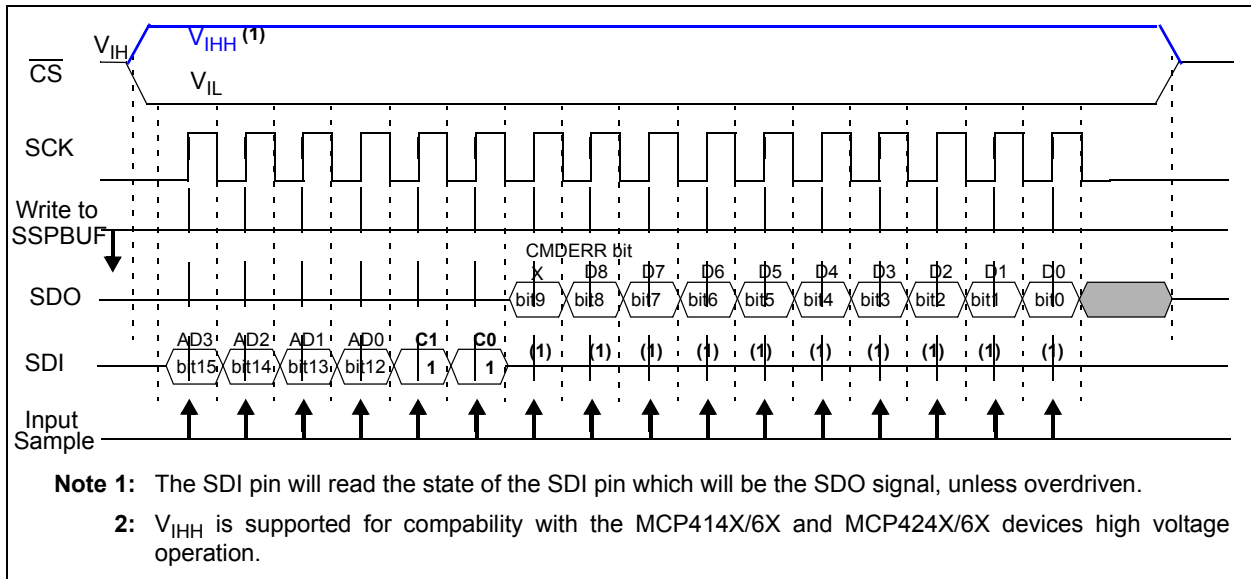 VIHH (1)
VIH
CS
VIL
SCK
Write to
SSPBUF
CMDERR bit
X D8 D7 D6 D5 D4 D3 D2 D1 D0
SDO bit9 bit8 bit7 bit6 bit5 bit4 bit3 bit2 bit1 bit0
AD3 AD2 AD1 AD0 C1 C0
SDI bit15 bit14 bit13 bit12 1 1 (1) (1) (1) (1) (1) (1) (1) (1) (1) (1)
Input
Sample
Note 1: The SDI pin will read the state of the SDI pin which will be the SDO signal, unless overdriven.
2: VIHH is supported for compability with the MCP414X/6X and MCP424X/6X devices high voltage
operation.